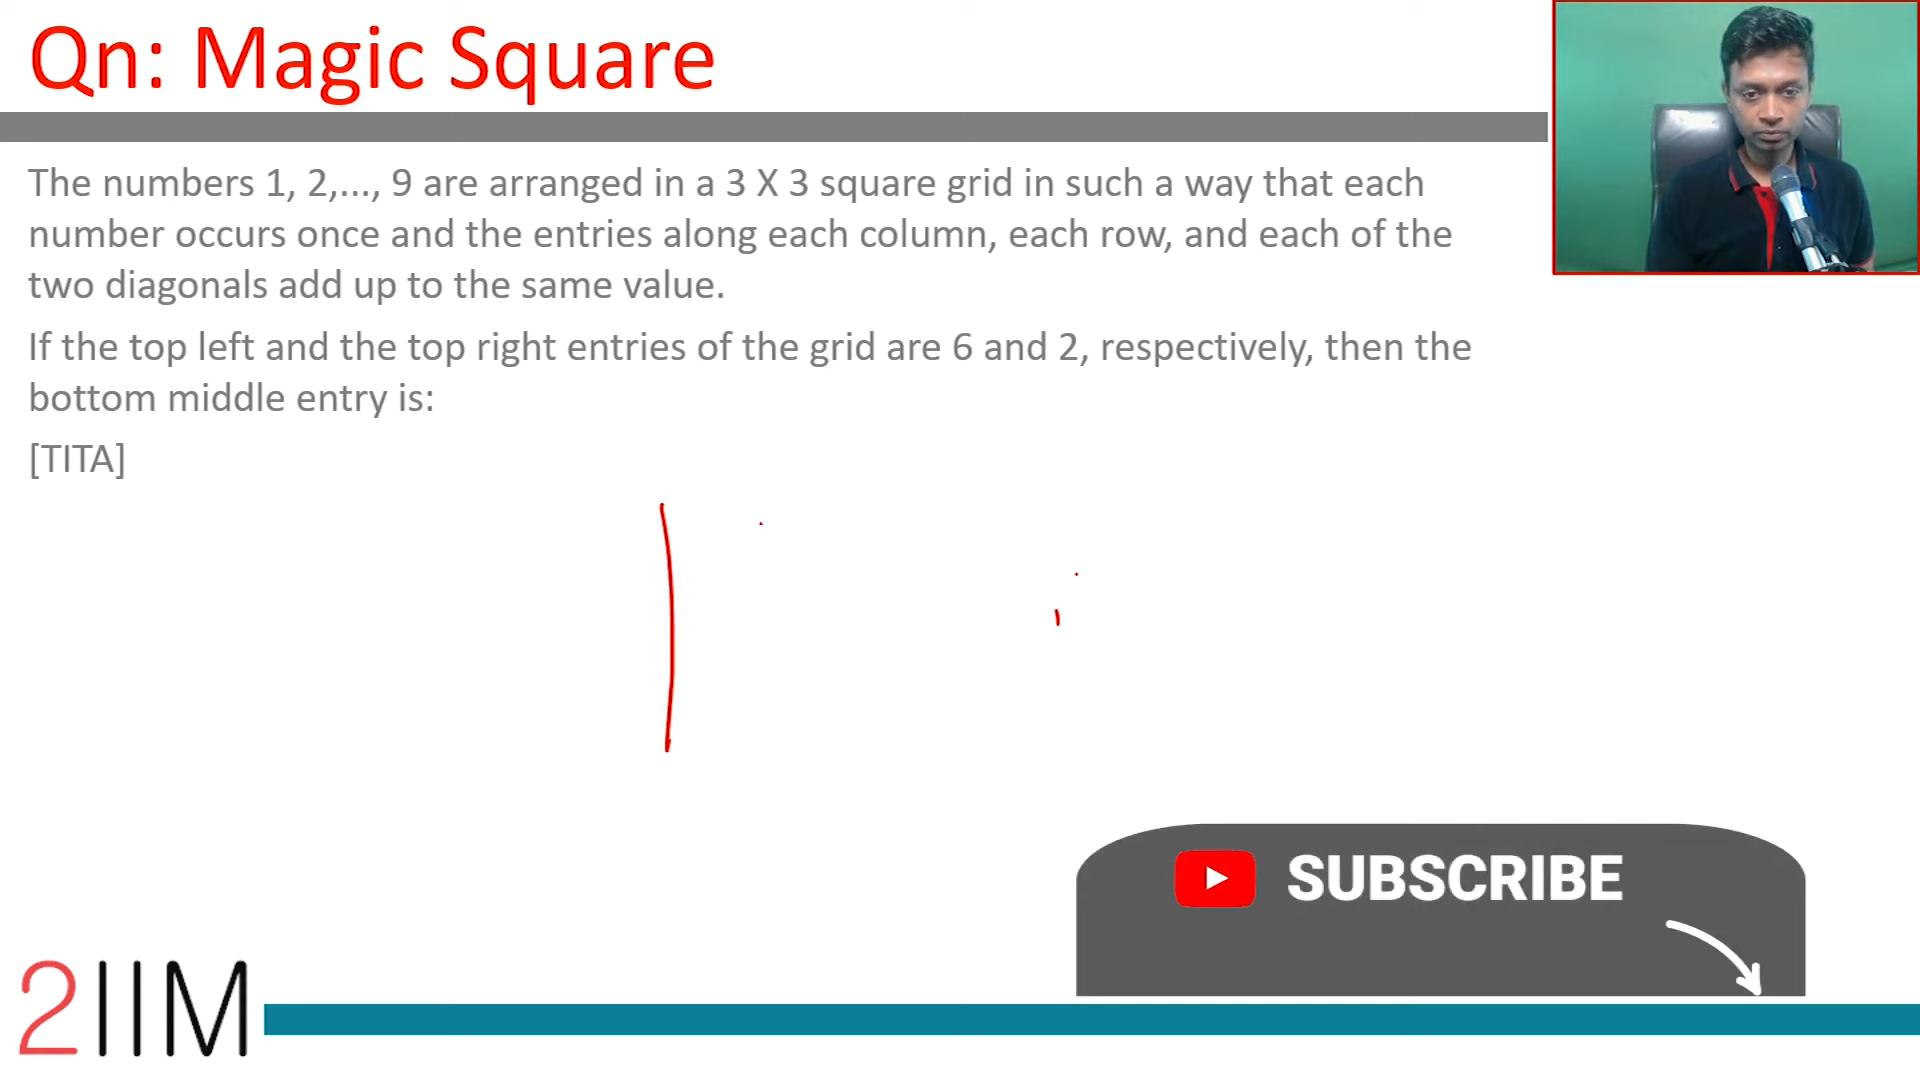 Qn: Magic Square
The numbers 1, 2,..., 9 are arranged in a 3 X 3 square grid in such a way that each
number occurs once and the entries along each column, each row, and each of the
two diagonals add up to the same value.
If the top left and the top right entries of the grid are 6 and 2, respectively, then the
bottom middle entry is:
[TITA]
SUBSCRIBE
2IIM